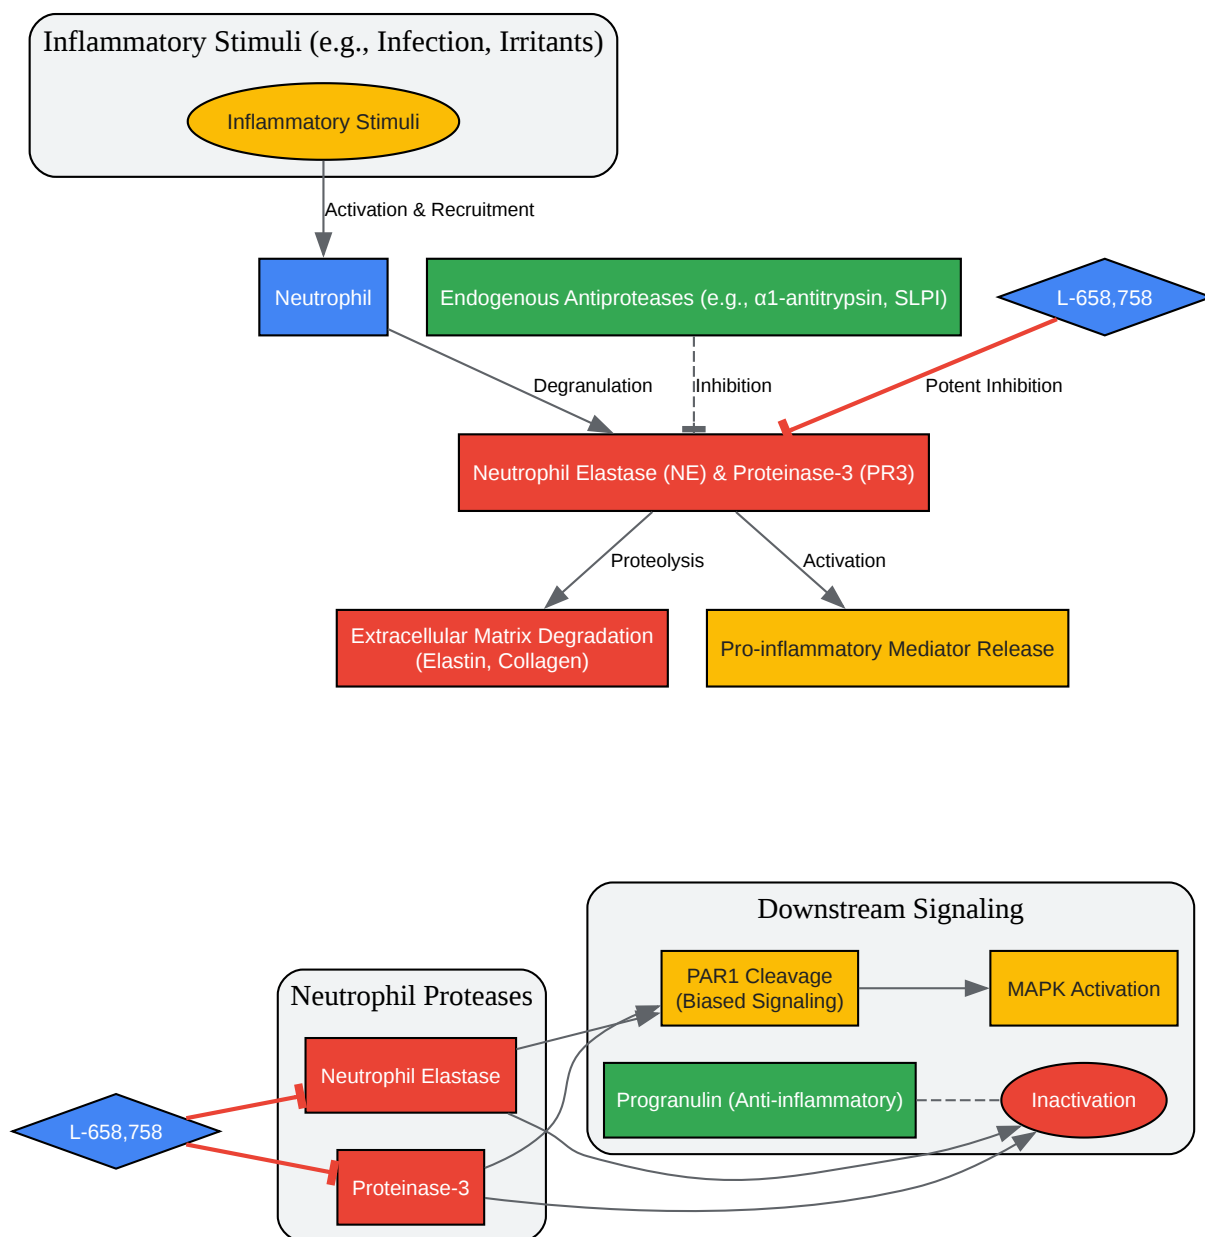 Inflammatory Stimuli (e.g., Infection, Irritants)
Inflammatory Stimuli
Activation & Recruitment
Neutrophil
Endogenous Antiproteases (e.g., α1-antitrypsin, SLPI)
L-658,758
Degranulation
Inhibition
Potent Inhibition
Neutrophil Elastase (NE) & Proteinase-3 (PR3)
Proteolysis
Activation
Extracellular Matrix Degradation
(Elastin, Collagen)
Pro-inflammatory Mediator Release
Downstream Signaling
PAR1 Cleavage
(Biased Signaling)
MAPK Activation
Neutrophil Proteases
Neutrophil Elastase
Progranulin (Anti-inflammatory)
Inactivation
L-658,758
Proteinase-3